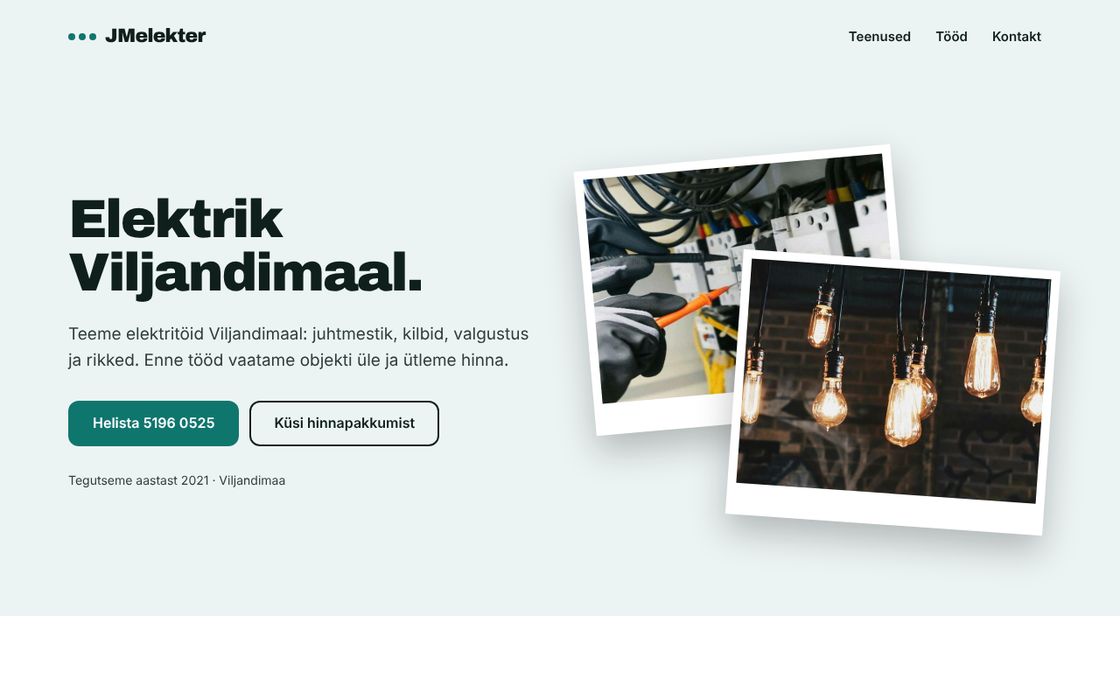 JMelekter
Teenused Tööd Kontakt
Elektrik
Viljandimaal.
Teeme elektritöid Viljandimaal: juhtmestik, kilbid, valgustus
ja rikked. Enne tööd vaatame objekti üle ja ütleme hinna.
Helista 5196 0525
Küsi hinnapakkumist
Tegutseme aastast 2021 · Viljandimaa